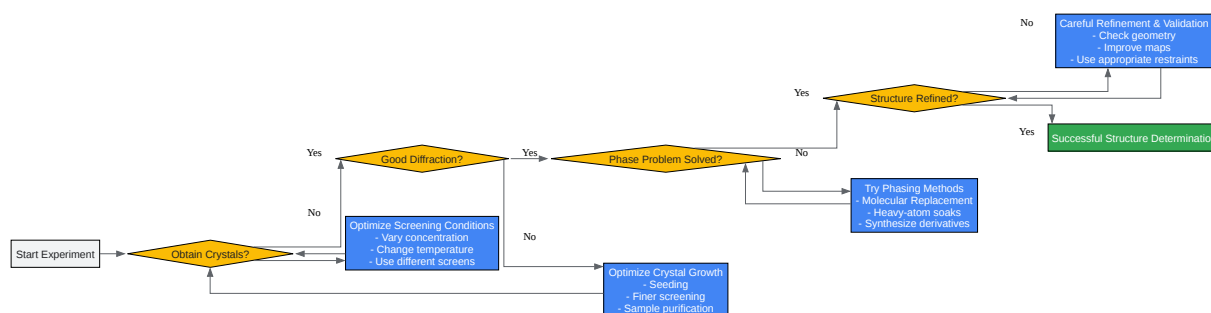 Start Experiment
Obtain Crystals?
Yes
No
Good Diffraction?
Optimize Screening Conditions
- Vary concentration
- Change temperature
- Use different screens
Yes
No
Phase Problem Solved?
Optimize Crystal Growth
- Seeding
- Finer screening
- Sample purification
Yes
No
Structure Refined?
Try Phasing Methods
- Molecular Replacement
- Heavy-atom soaks
- Synthesize derivatives
No
Yes
Careful Refinement & Validation
- Check geometry
- Improve maps
- Use appropriate restraints
Successful Structure Determination